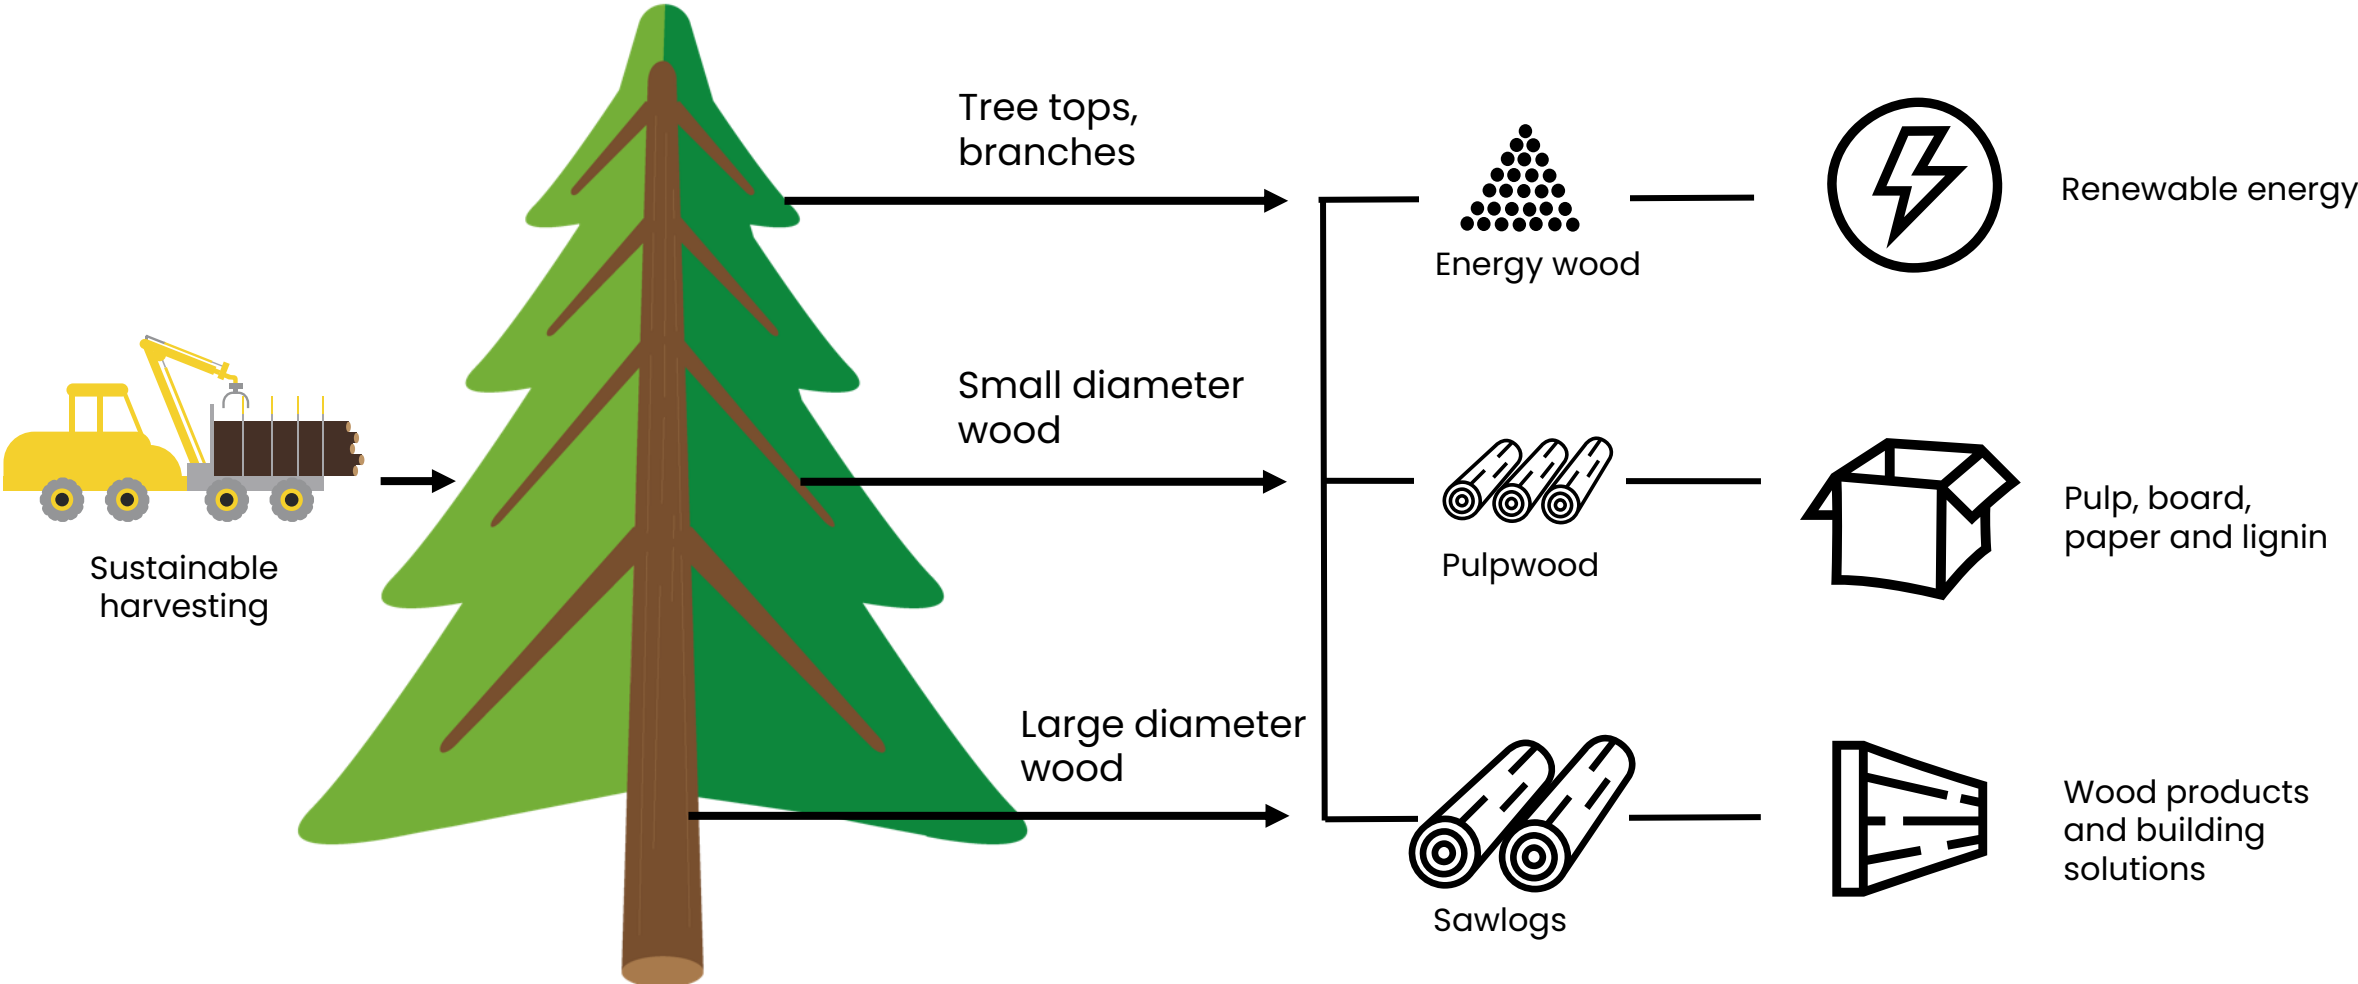 Sustainable
harvesting
Tree tops,
branches
Energy wood
Renewable energy
Small diameter
wood
Pulpwood
Pulp, board,
paper and lignin
Large diameter
wood
Sawlogs
Wood products
and building
solutions